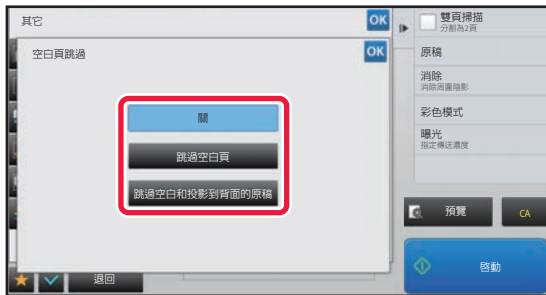 其它
OK
空白頁跳過
OK
關
跳過空白頁
跳過空白和投影到背面的原稿
退回
雙頁掃描
分割為2頁
原稿
消除
消除周圍陰影
彩色模式
曝光
指定傳送濃度
預覽
CA
啓動